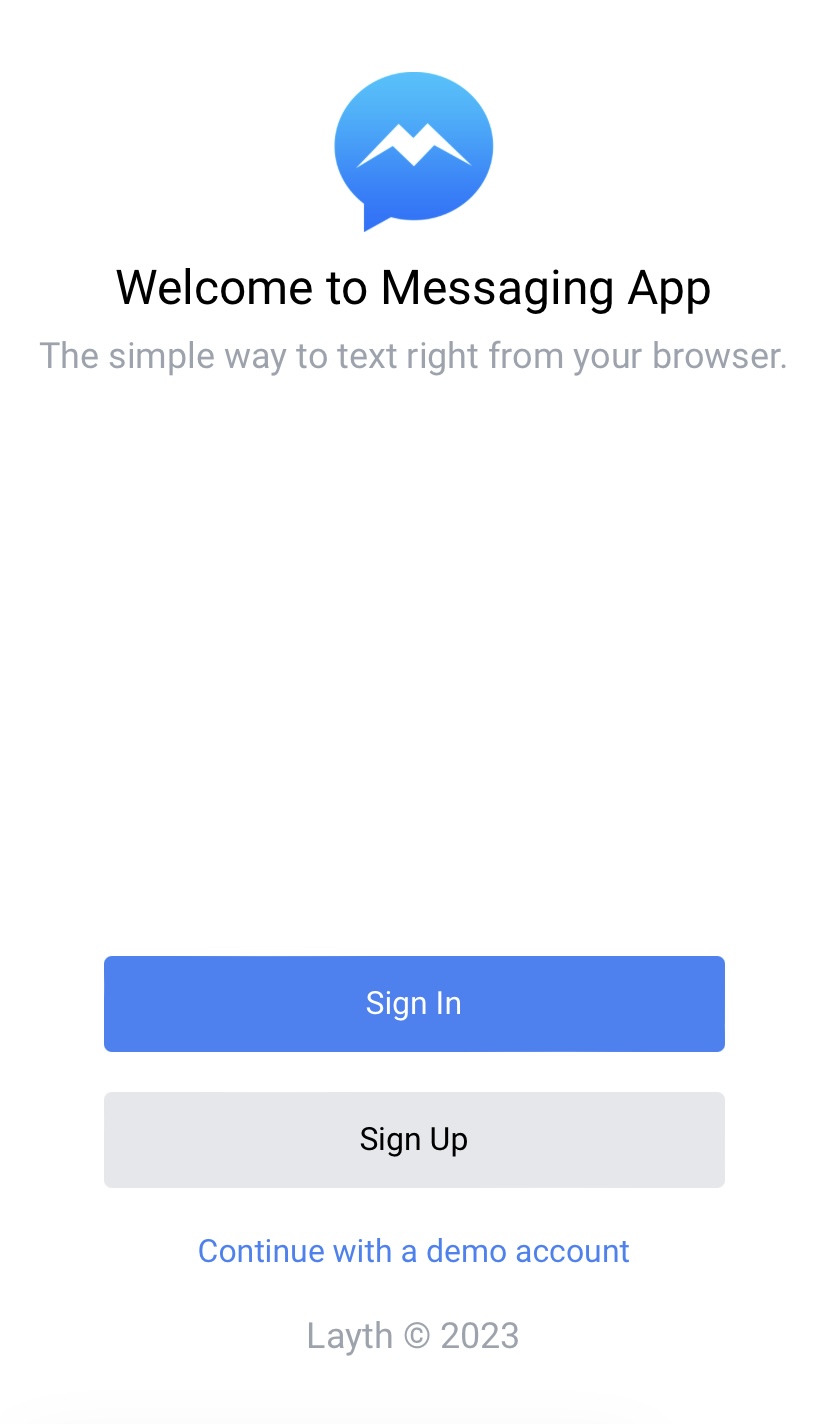 Welcome to Messaging App
The simple way to text right from your browser.
Sign In
Sign Up
Continue with a demo account
Layth © 2023